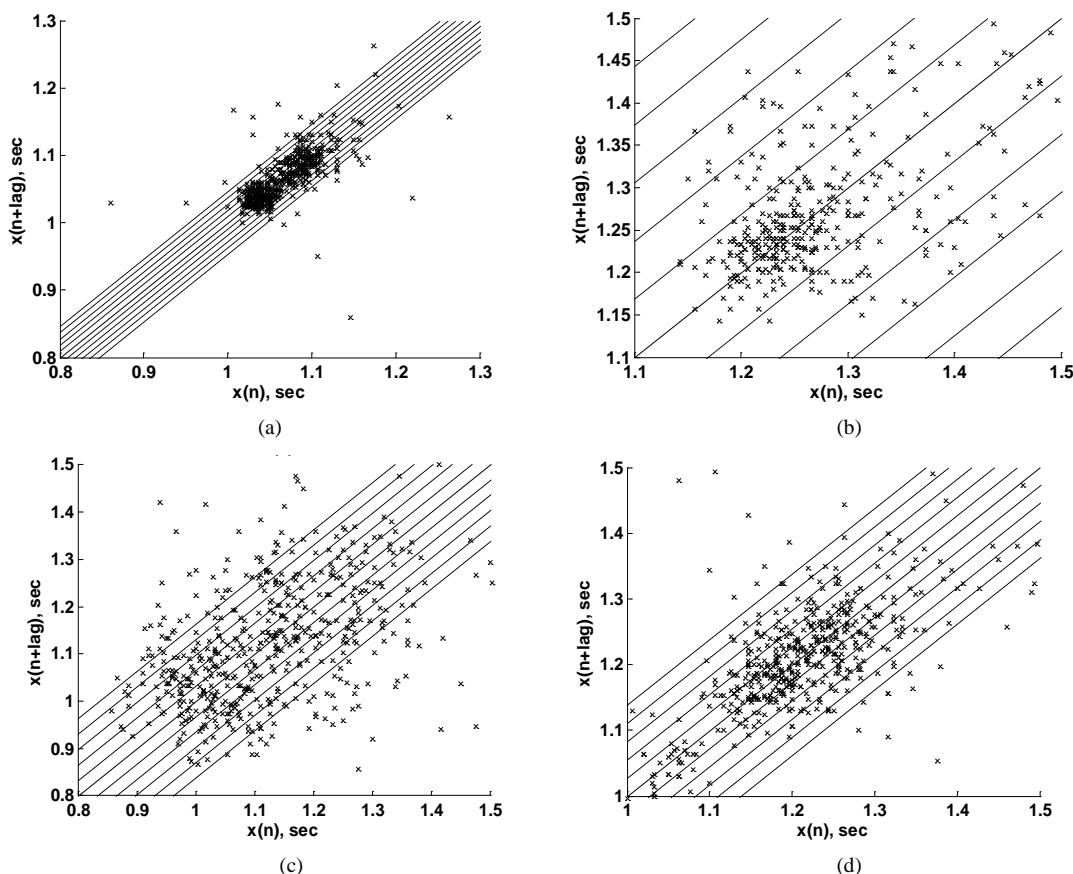 1.3
1.2
1.1
1
0.9
0.8
x(n+lag), sec
0.8 0.9 1 1.1 1.2 1.3
x(n), sec
(a)
1.5
1.45
1.4
1.35
1.3
1.25
1.2
1.15
1.1
x(n+lag), sec
1.1 1.2 1.3 1.4 1.5
x(n), sec
(b)
1.5
1.4
1.3
1.2
1.1
1
0.9
0.8
x(n+lag), sec
0.8 0.9 1 1.1 1.2 1.3 1.4 1.5
x(n), sec
(c)
1.5
1.4
1.3
1.2
1.1
1
x(n+lag), sec
1 1.1 1.2 1.3 1.4 1.5
x(n), sec
(d)